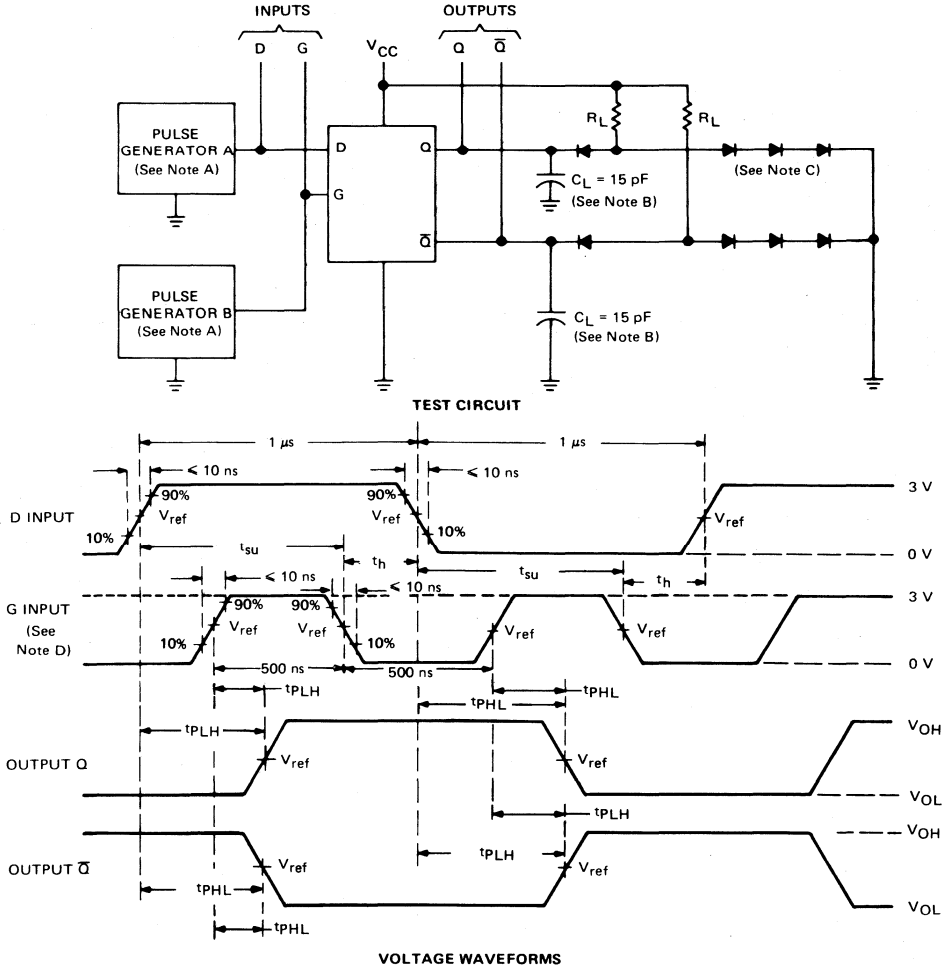 INPUTS
OUTPUTS
D G VCC Q Q̅
RL RL
PULSE
GENERATOR A
(See Note A)
D Q
CL = 15 pF
(See Note B)
(See Note C)
G
Q̅
PULSE
GENERATOR B
(See Note A)
CL = 15 pF
(See Note B)
TEST CIRCUIT
1 μs 1 μs
≤ 10 ns
90% 90% 3 V
D INPUT Vref Vref Vref
10% 10%
0 V
tsu th tsu th
≤ 10 ns ≤ 10 ns
90% 90% 3 V
G INPUT
(See
Note D)
Vref Vref Vref Vref
10% 10%
0 V
500 ns 500 ns
tPLH tPHL
tPLH tPHL
VOH
OUTPUT Q Vref Vref
VOL
tPLH
VOH
tPLH
OUTPUT Q̅ Vref Vref
tPHL
VOL
tPHL
VOLTAGE WAVEFORMS